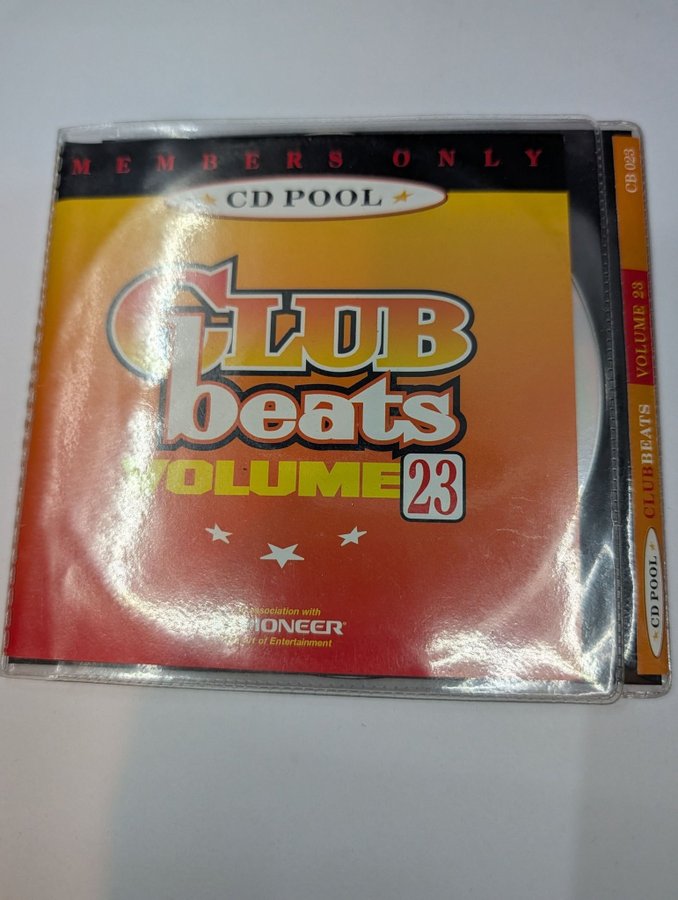 MEMBERS ONLY
CD POOL
CLUB
beats
VOLUME 23
association with
PIONEER
of Entertainment
CB 023
VOLUME 23
CLUBBEATS
CD POOL